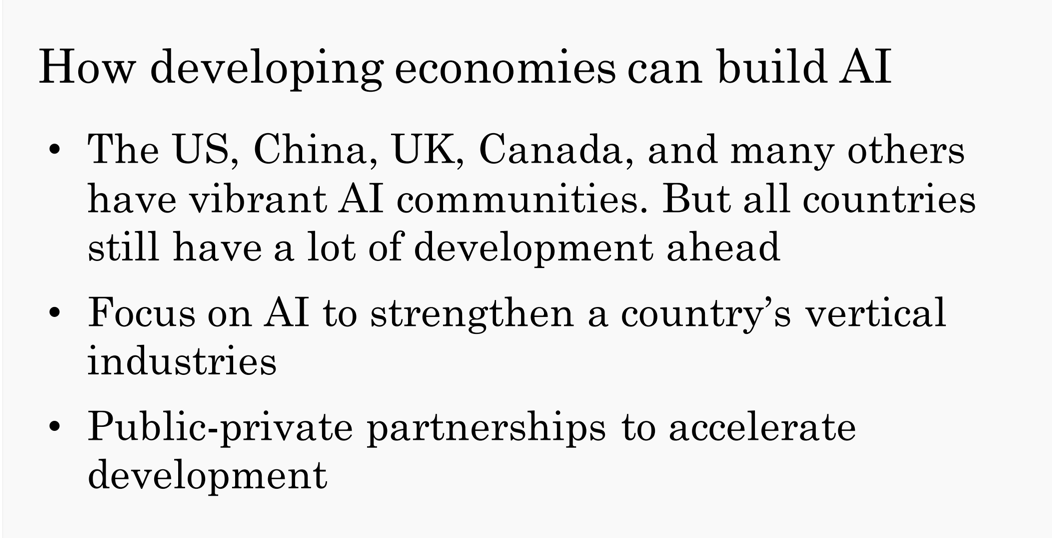 How developing economies can build AI
• The US, China, UK, Canada, and many others
have vibrant AI communities. But all countries
still have a lot of development ahead
• Focus on AI to strengthen a country’s vertical
industries
• Public-private partnerships to accelerate
development